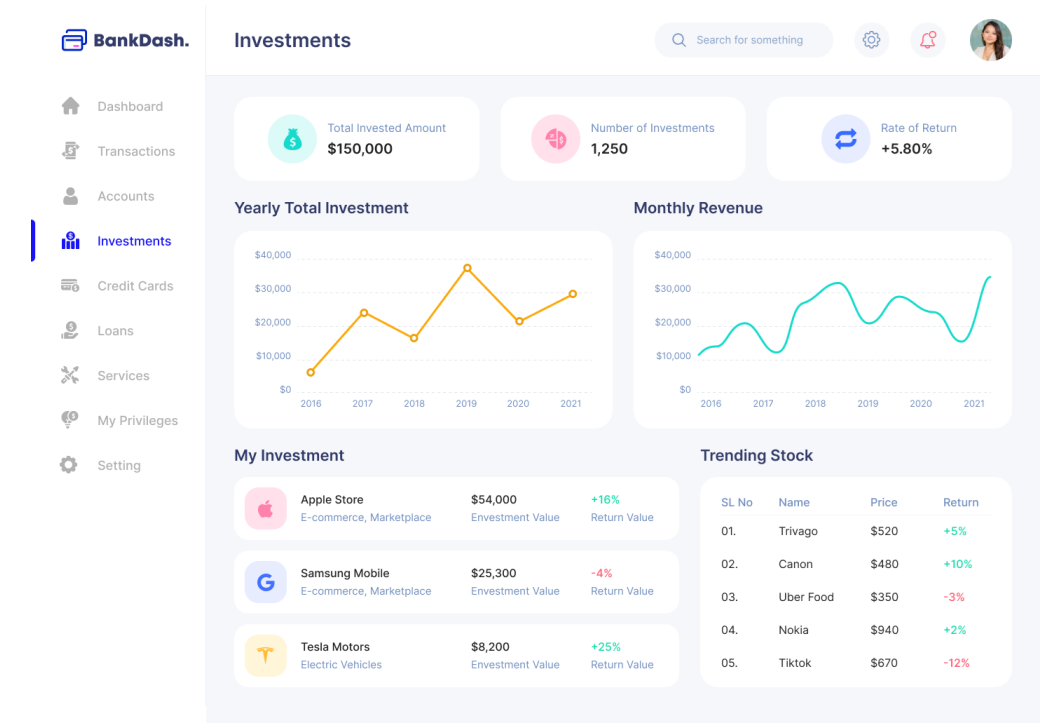 BankDash.
Investments
Search for something
Dashboard
Transactions
Accounts
Investments
Credit Cards
Loans
Services
My Privileges
Setting
Total Invested Amount
$150,000
Number of Investments
1,250
Rate of Return
+5.80%
Yearly Total Investment
$40,000
$30,000
$20,000
$10,000
$0
2016 2017 2018 2019 2020 2021
Monthly Revenue
$40,000
$30,000
$20,000
$10,000
$0
2016 2017 2018 2019 2020 2021
My Investment
Apple Store $54,000 +16%
E-commerce, Marketplace Envestment Value Return Value
Samsung Mobile $25,300 -4%
E-commerce, Marketplace Envestment Value Return Value
Tesla Motors $8,200 +25%
Electric Vehicles Envestment Value Return Value
Trending Stock
SL No Name Price Return
01. Trivago $520 +5%
02. Canon $480 +10%
03. Uber Food $350 -3%
04. Nokia $940 +2%
05. Tiktok $670 -12%